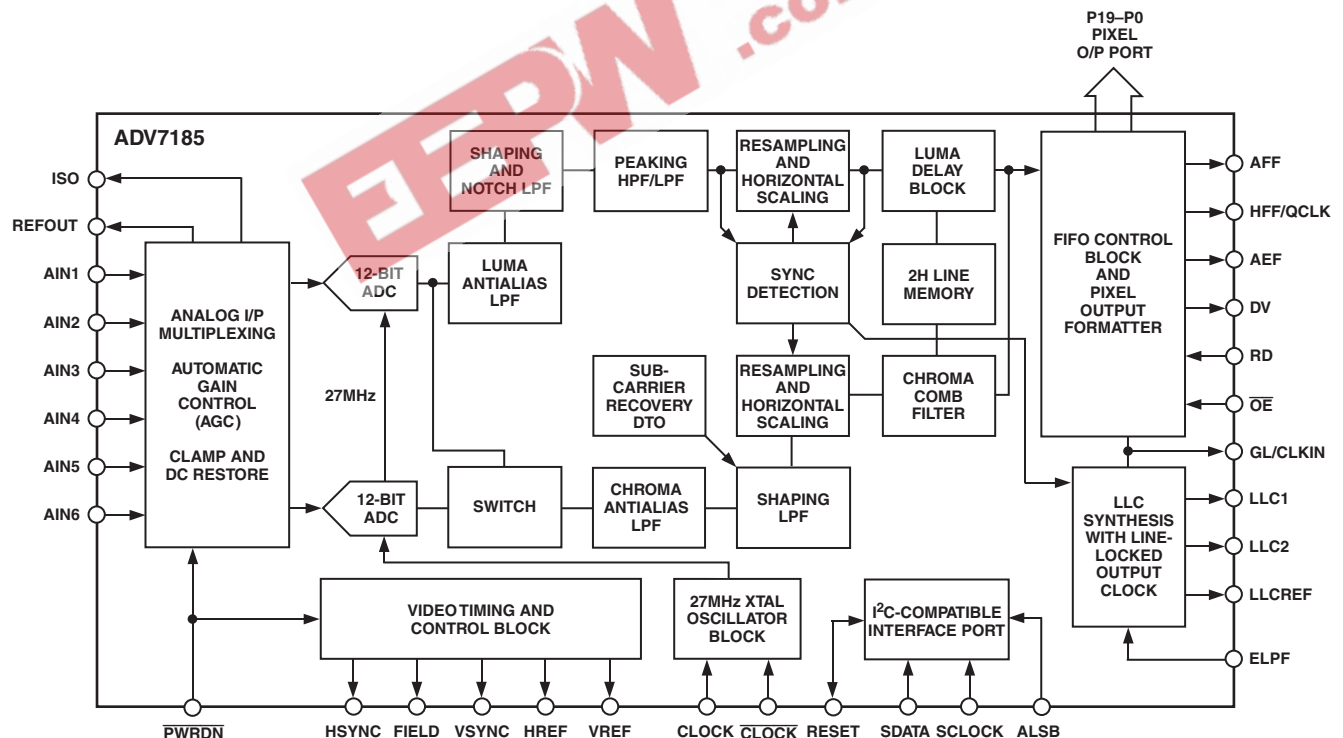 EEPW
.co
P19–P0
PIXEL
O/P PORT
ADV7185
ISO
REFOUT
AIN1
AIN2
AIN3
AIN4
AIN5
AIN6
ANALOG I/P
MULTIPLEXING
AUTOMATIC
GAIN
CONTROL
(AGC)
CLAMP AND
DC RESTORE
12-BIT
ADC
27MHz
12-BIT
ADC
SHAPING
AND
NOTCH LPF
LUMA
ANTIALIAS
LPF
PEAKING
HPF/LPF
RESAMPLING
AND
HORIZONTAL
SCALING
LUMA
DELAY
BLOCK
SYNC
DETECTION
2H LINE
MEMORY
SUB-
CARRIER
RECOVERY
DTO
RESAMPLING
AND
HORIZONTAL
SCALING
CHROMA
COMB
FILTER
SWITCH
CHROMA
ANTIALIAS
LPF
SHAPING
LPF
FIFO CONTROL
BLOCK
AND
PIXEL
OUTPUT
FORMATTER
LLC
SYNTHESIS
WITH LINE-
LOCKED
OUTPUT
CLOCK
AFF
HFF/QCLK
AEF
DV
RD
OE
GL/CLKIN
LLC1
LLC2
LLCREF
ELPF
VIDEO TIMING AND
CONTROL BLOCK
27MHz XTAL
OSCILLATOR
BLOCK
I²C-COMPATIBLE
INTERFACE PORT
PWRDN
HSYNC
FIELD
VSYNC
HREF
VREF
CLOCK
CLOCK
RESET
SDATA
SCLOCK
ALSB